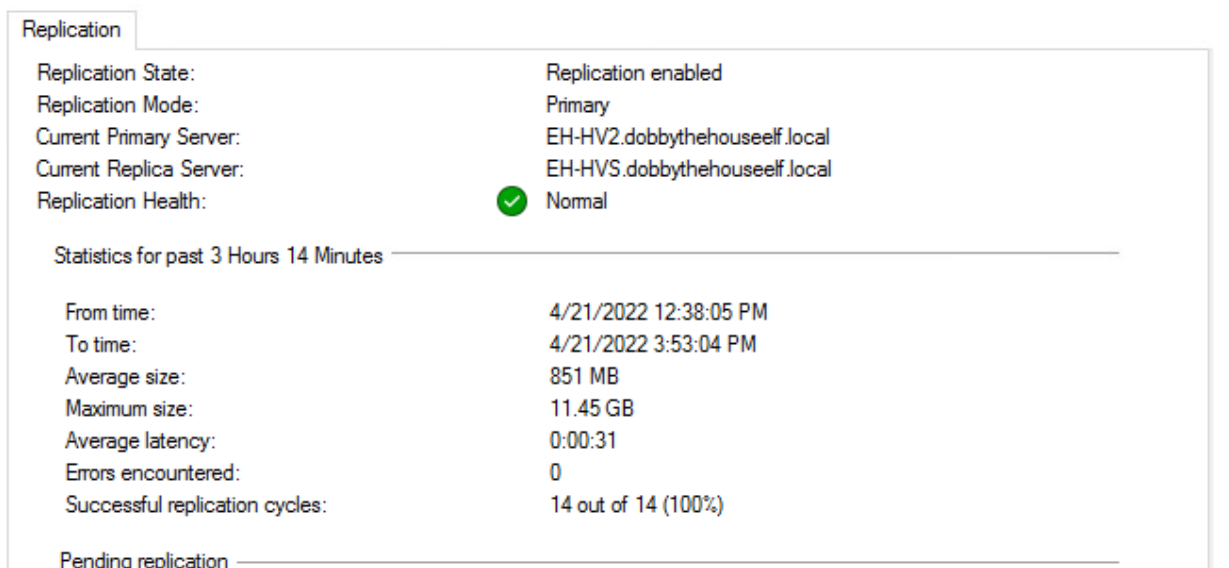 Replication
Replication State: Replication enabled
Replication Mode: Primary
Current Primary Server: EH-HV2.dobbythehouseelf.local
Current Replica Server: EH-HVS.dobbythehouseelf.local
Replication Health: Normal
Statistics for past 3 Hours 14 Minutes
From time: 4/21/2022 12:38:05 PM
To time: 4/21/2022 3:53:04 PM
Average size: 851 MB
Maximum size: 11.45 GB
Average latency: 0:00:31
Errors encountered: 0
Successful replication cycles: 14 out of 14 (100%)
Pending replication